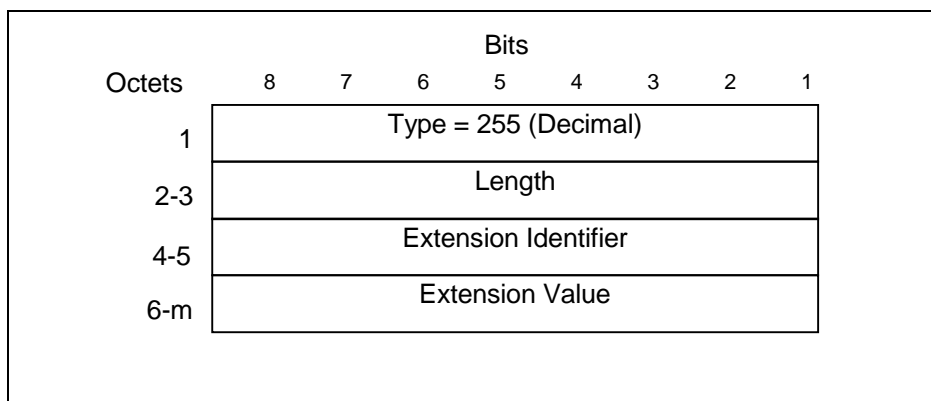 Bits
Octets 8 7 6 5 4 3 2 1
1 Type = 255 (Decimal)
2-3 Length
4-5 Extension Identifier
6-m Extension Value